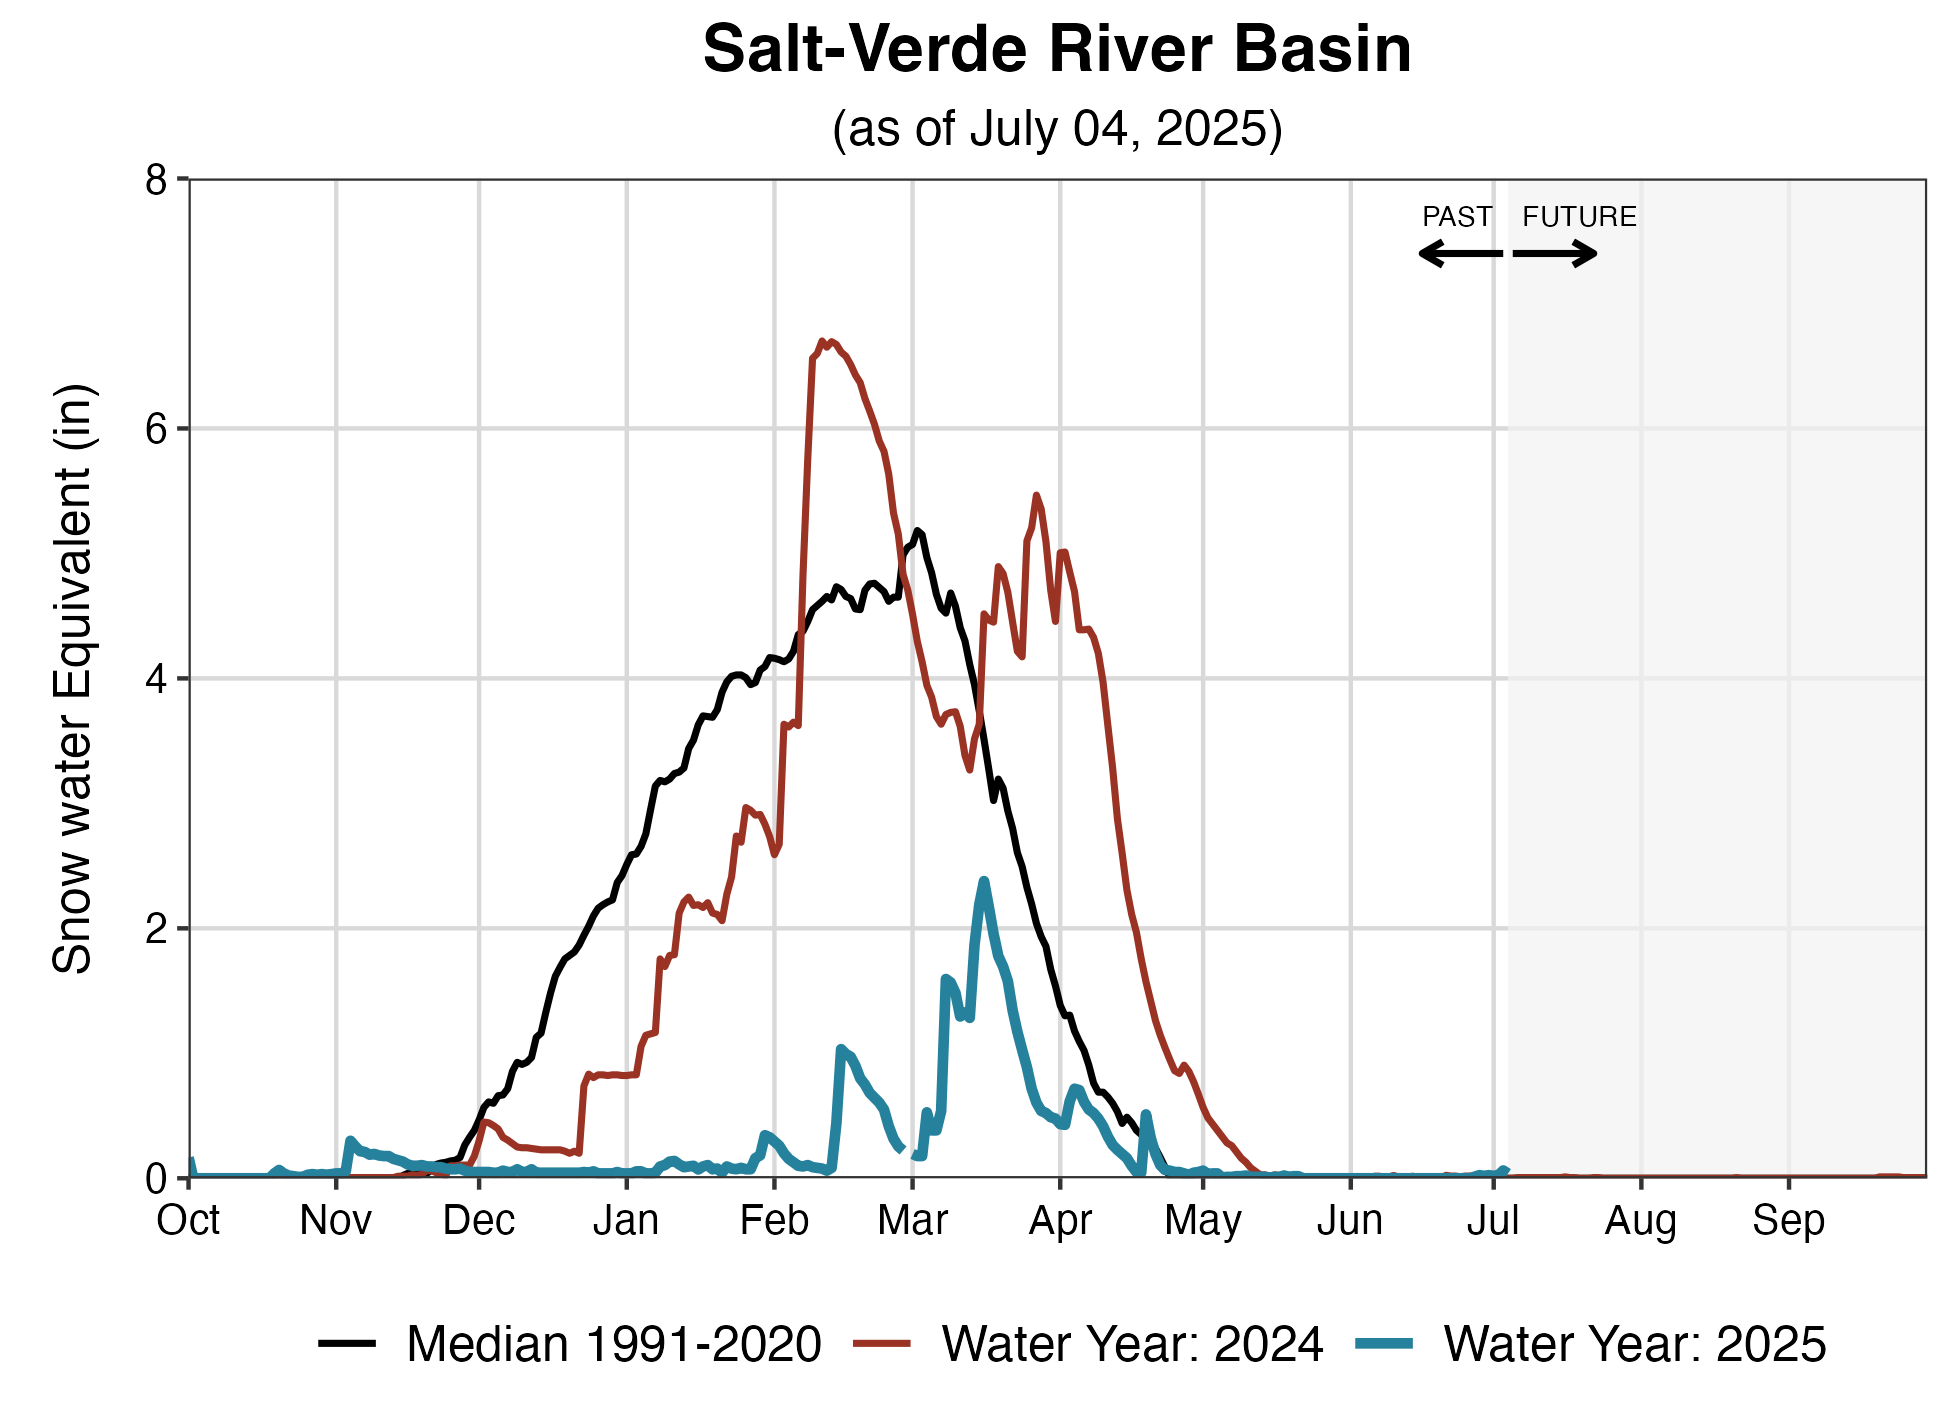 Salt-Verde River Basin
(as of July 04, 2025)
PAST FUTURE
Snow water Equivalent (in)
8
6
4
2
0
Oct Nov Dec Jan Feb Mar Apr May Jun Jul Aug Sep
Median 1991-2020 Water Year: 2024 Water Year: 2025